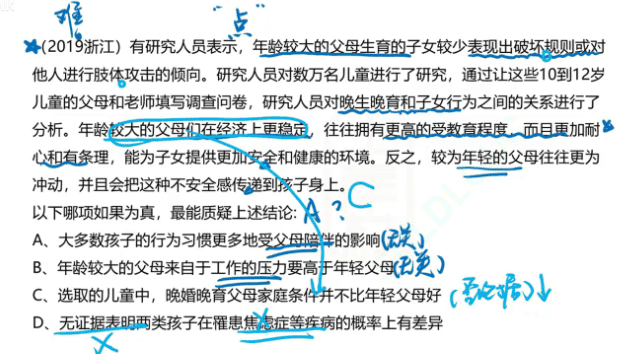 难 "点"
★(2019浙江)有研究人员表示,年龄较大的父母生育的子女较少表现出破坏规则或对
他人进行肢体攻击的倾向。研究人员对数万名儿童进行了研究,通过让这些10到12岁
儿童的父母和老师填写调查问卷,研究人员对晚生晚育和子女行为之间的关系进行了
分析。年龄较大的父母们在经济上更稳定,往往拥有更高的受教育程度,而且更加耐
心和有条理,能为子女提供更加安全和健康的环境。反之,较为年轻的父母往往更为
冲动,并且会把这种不安全感传递到孩子身上。
以下哪项如果为真,最能质疑上述结论: A ? C
A、大多数孩子的行为习惯更多地受父母陪伴的影响(无关)
B、年龄较大的父母来自于工作的压力要高于年轻父母(无关)
C、选取的儿童中,晚婚晚育父母家庭条件并不比年轻父母好 (否论据)↓
D、无证据表明两类孩子在罹患焦虑症等疾病的概率上有差异